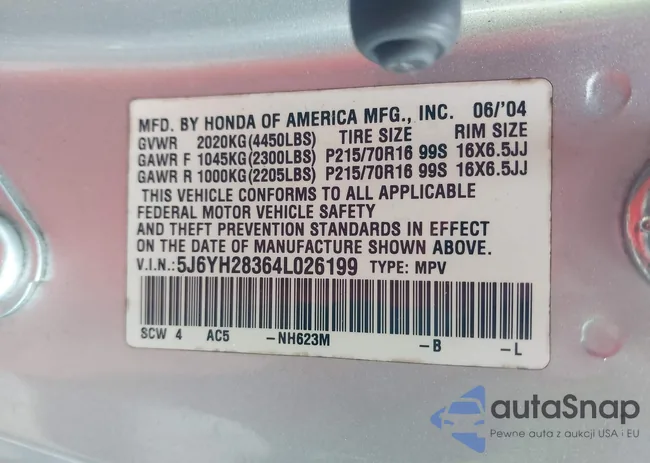 MFD. BY HONDA OF AMERICA MFG., INC. 06/'04
GVWR 2020KG(4450LBS) TIRE SIZE RIM SIZE
GAWR F 1045KG(2300LBS) P215/70R16 99S 16X6.5JJ
GAWR R 1000KG(2205LBS) P215/70R16 99S 16X6.5JJ
THIS VEHICLE CONFORMS TO ALL APPLICABLE
FEDERAL MOTOR VEHICLE SAFETY
AND THEFT PREVENTION STANDARDS IN EFFECT
ON THE DATE OF MANUFACTURE SHOWN ABOVE.
V.I.N.:5J6YH28364L026199 TYPE: MPV
SCW 4 AC5 -NH623M -B -L
autoSnap
Pewne auta z aukcji USA i EU